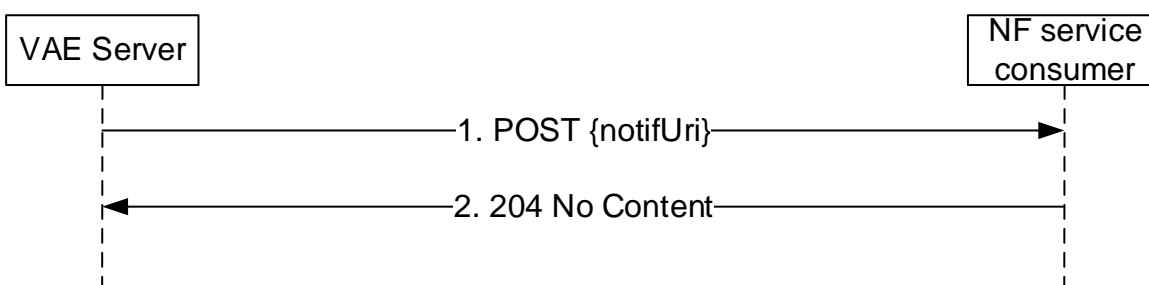 VAE Server
NF service
consumer
1. POST {notifUri}
2. 204 No Content